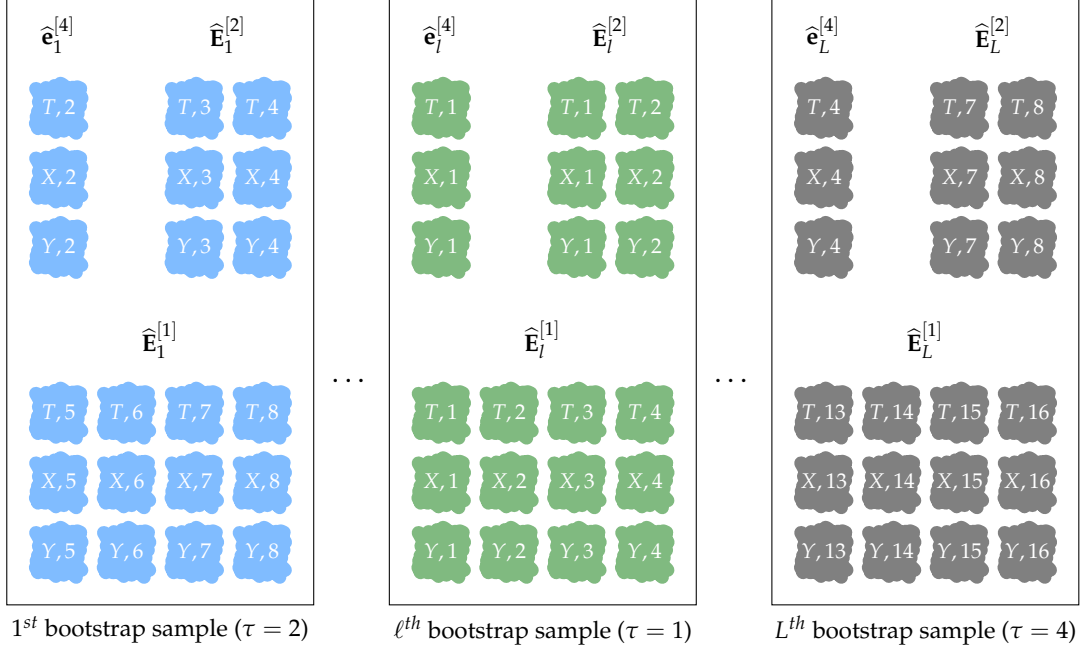 ê₁^[4] Ê₁^[2] ê_l^[4] Ê_l^[2] ê_L^[4] Ê_L^[2]
T, 2 T, 3 T, 4 T, 1 T, 1 T, 2 T, 4 T, 7 T, 8
X, 2 X, 3 X, 4 X, 1 X, 1 X, 2 X, 4 X, 7 X, 8
Y, 2 Y, 3 Y, 4 Y, 1 Y, 1 Y, 2 Y, 4 Y, 7 Y, 8
Ê₁^[1] Ê_l^[1] Ê_L^[1]
... ...
T, 5 T, 6 T, 7 T, 8 T, 1 T, 2 T, 3 T, 4 T, 13 T, 14 T, 15 T, 16
X, 5 X, 6 X, 7 X, 8 X, 1 X, 2 X, 3 X, 4 X, 13 X, 14 X, 15 X, 16
Y, 5 Y, 6 Y, 7 Y, 8 Y, 1 Y, 2 Y, 3 Y, 4 Y, 13 Y, 14 Y, 15 Y, 16
1^st bootstrap sample (τ = 2) ℓ^th bootstrap sample (τ = 1) L^th bootstrap sample (τ = 4)